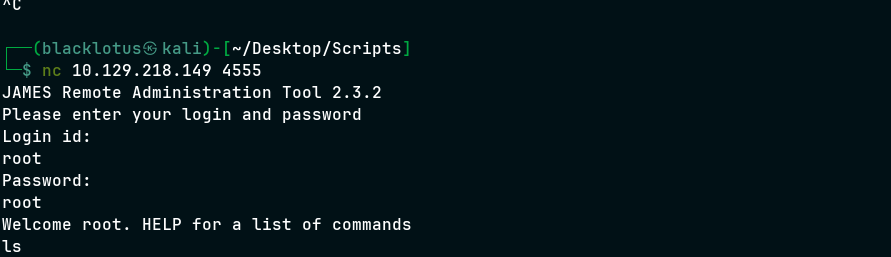 ^C
┌──(blacklotus㉿kali)-[~/Desktop/Scripts]
└─$ nc 10.129.218.149 4555
JAMES Remote Administration Tool 2.3.2
Please enter your login and password
Login id:
root
Password:
root
Welcome root. HELP for a list of commands
ls